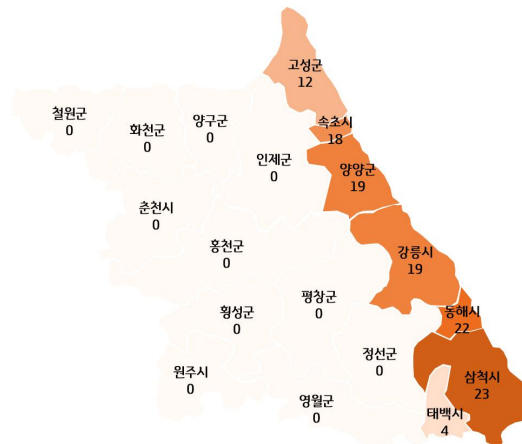 고성군
12
철원군
0
화천군
0
양구군
0
속초시
18
인제군
0
양양군
19
춘천시
0
홍천군
0
강릉시
19
평창군
0
횡성군
0
동해시
22
정선군
0
원주시
0
삼척시
23
영월군
0
태백시
4